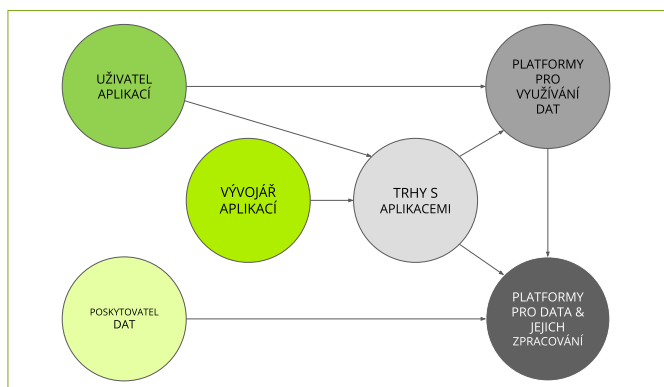 UŽIVATEL
APLIKACÍ
PLATFORMY
PRO
VYUŽÍVÁNÍ
DAT
VÝVOJÁŘ
APLIKACÍ
TRHY S
APLIKACEMI
POSKYTOVATEL
DAT
PLATFORMY
PRO DATA &
JEJICH
ZPRACOVÁNÍ